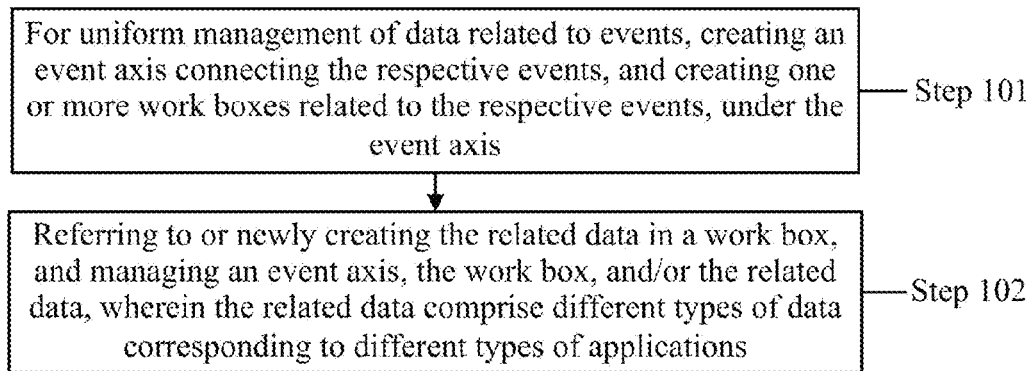 For uniform management of data related to events, creating an
event axis connecting the respective events, and creating one
or more work boxes related to the respective events, under the
event axis
Step 101
Referring to or newly creating the related data in a work box,
and managing an event axis, the work box, and/or the related
data, wherein the related data comprise different types of data
corresponding to different types of applications
Step 102